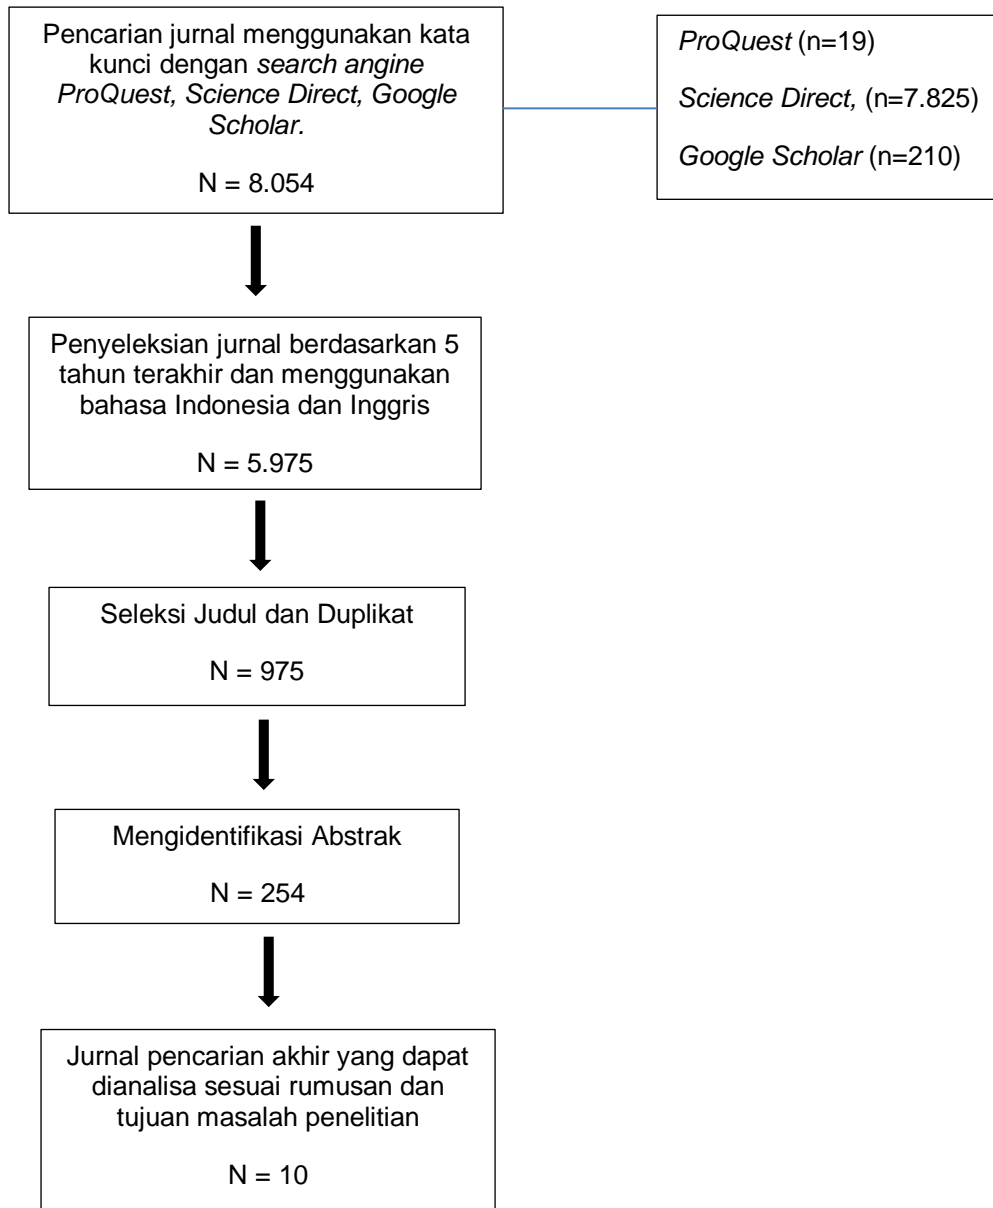 Pencarian jurnal menggunakan kata
kunci dengan search angine
ProQuest, Science Direct, Google
Scholar.
N = 8.054
ProQuest (n=19)
Science Direct, (n=7.825)
Google Scholar (n=210)
Penyeleksian jurnal berdasarkan 5
tahun terakhir dan menggunakan
bahasa Indonesia dan Inggris
N = 5.975
Seleksi Judul dan Duplikat
N = 975
Mengidentifikasi Abstrak
N = 254
Jurnal pencarian akhir yang dapat
dianalisa sesuai rumusan dan
tujuan masalah penelitian
N = 10